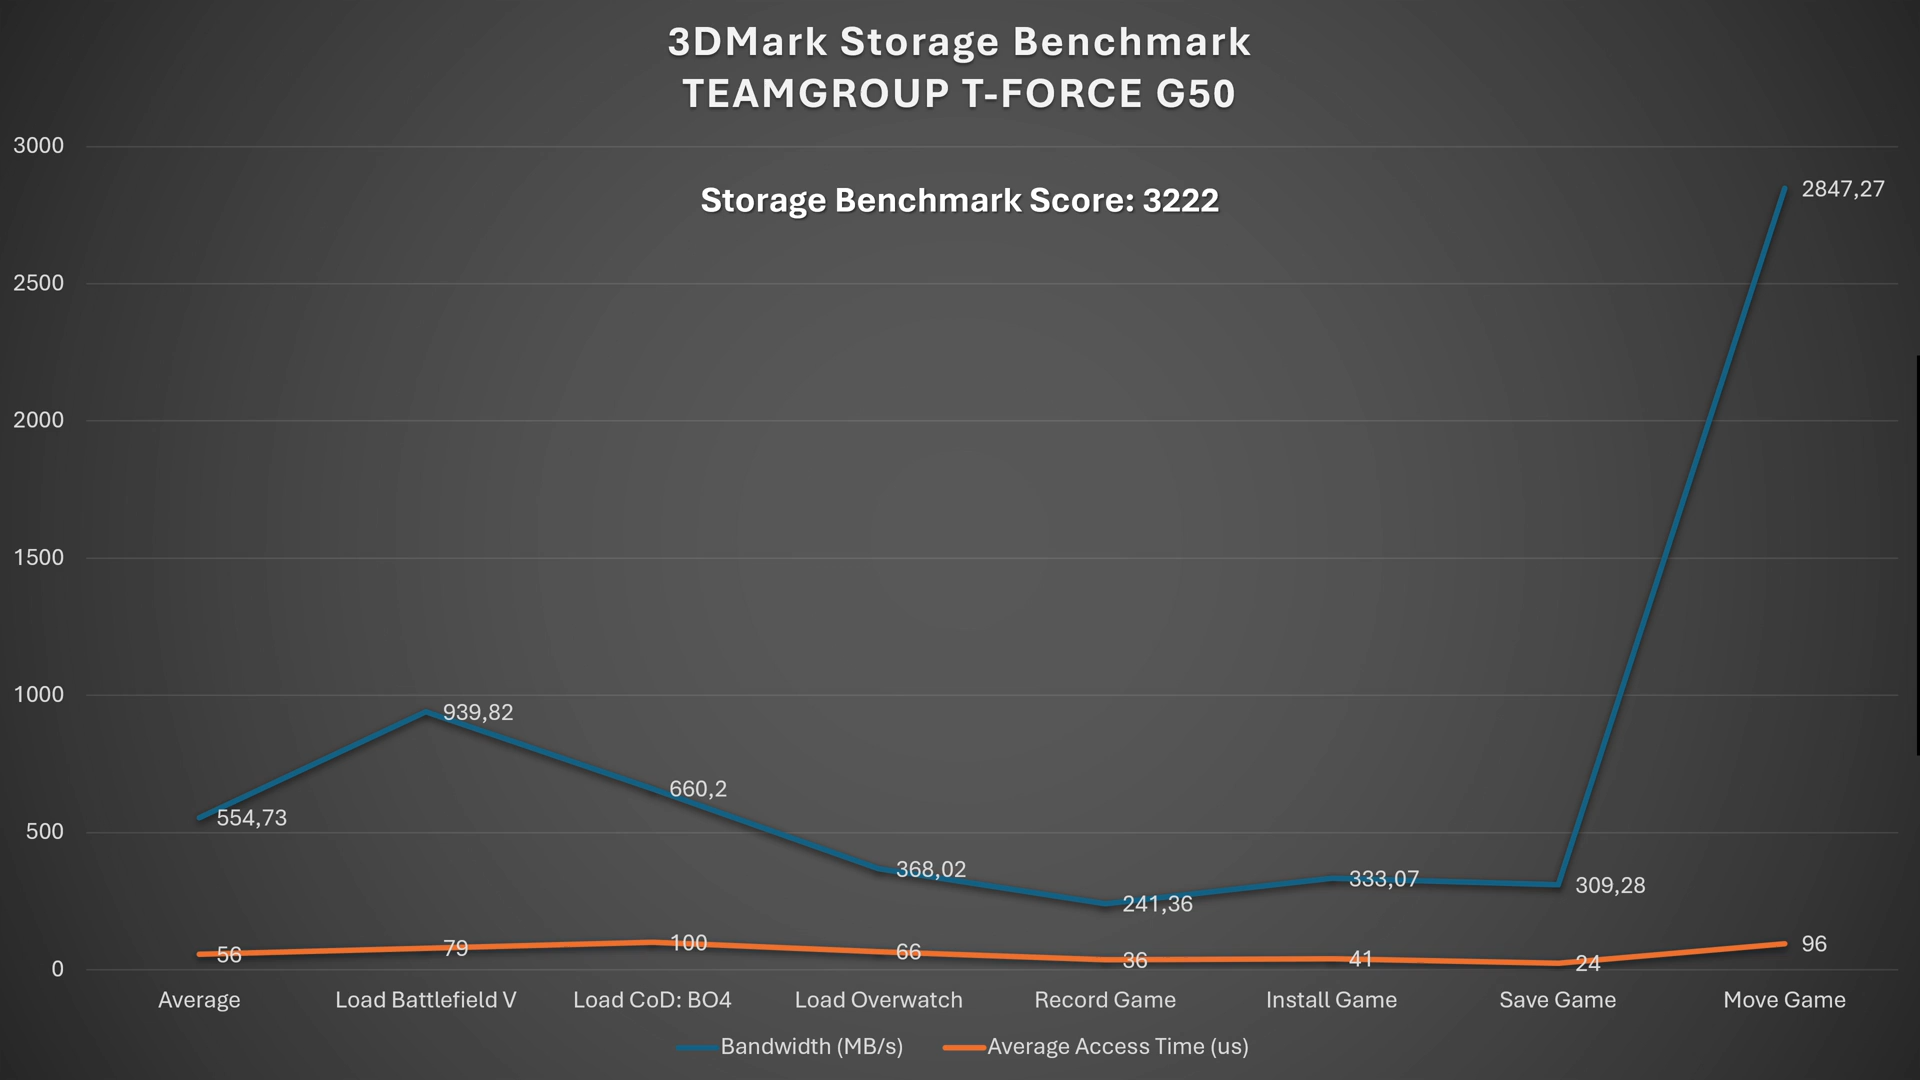 3DMark Storage Benchmark
TEAMGROUP T-FORCE G50
Storage Benchmark Score: 3222
3000
2500
2000
1500
1000
500
0
554,73
939,82
660,2
368,02
241,36
333,07
309,28
2847,27
56
79
100
66
36
41
24
96
Average
Load Battlefield V
Load CoD: BO4
Load Overwatch
Record Game
Install Game
Save Game
Move Game
Bandwidth (MB/s)
Average Access Time (us)